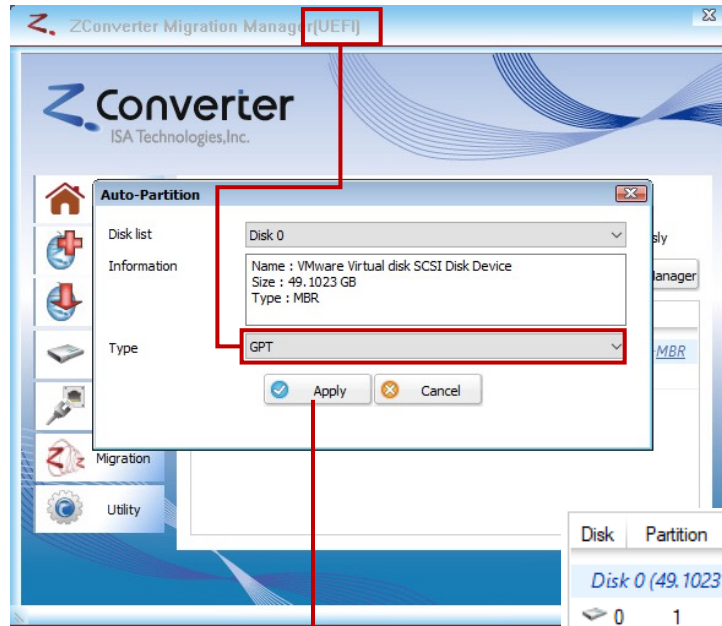 ZConverter Migration Manager(UEFI)
ZConverter
ISA Technologies,Inc.
Auto-Partition
Disk list
Disk 0
Information
Name : VMware Virtual disk SCSI Disk Device
Size : 49.1023 GB
Type : MBR
Type
GPT
Apply
Cancel
sly
anager
MBR
Migration
Utility
Disk Partition
Disk 0 (49.1023
0 1